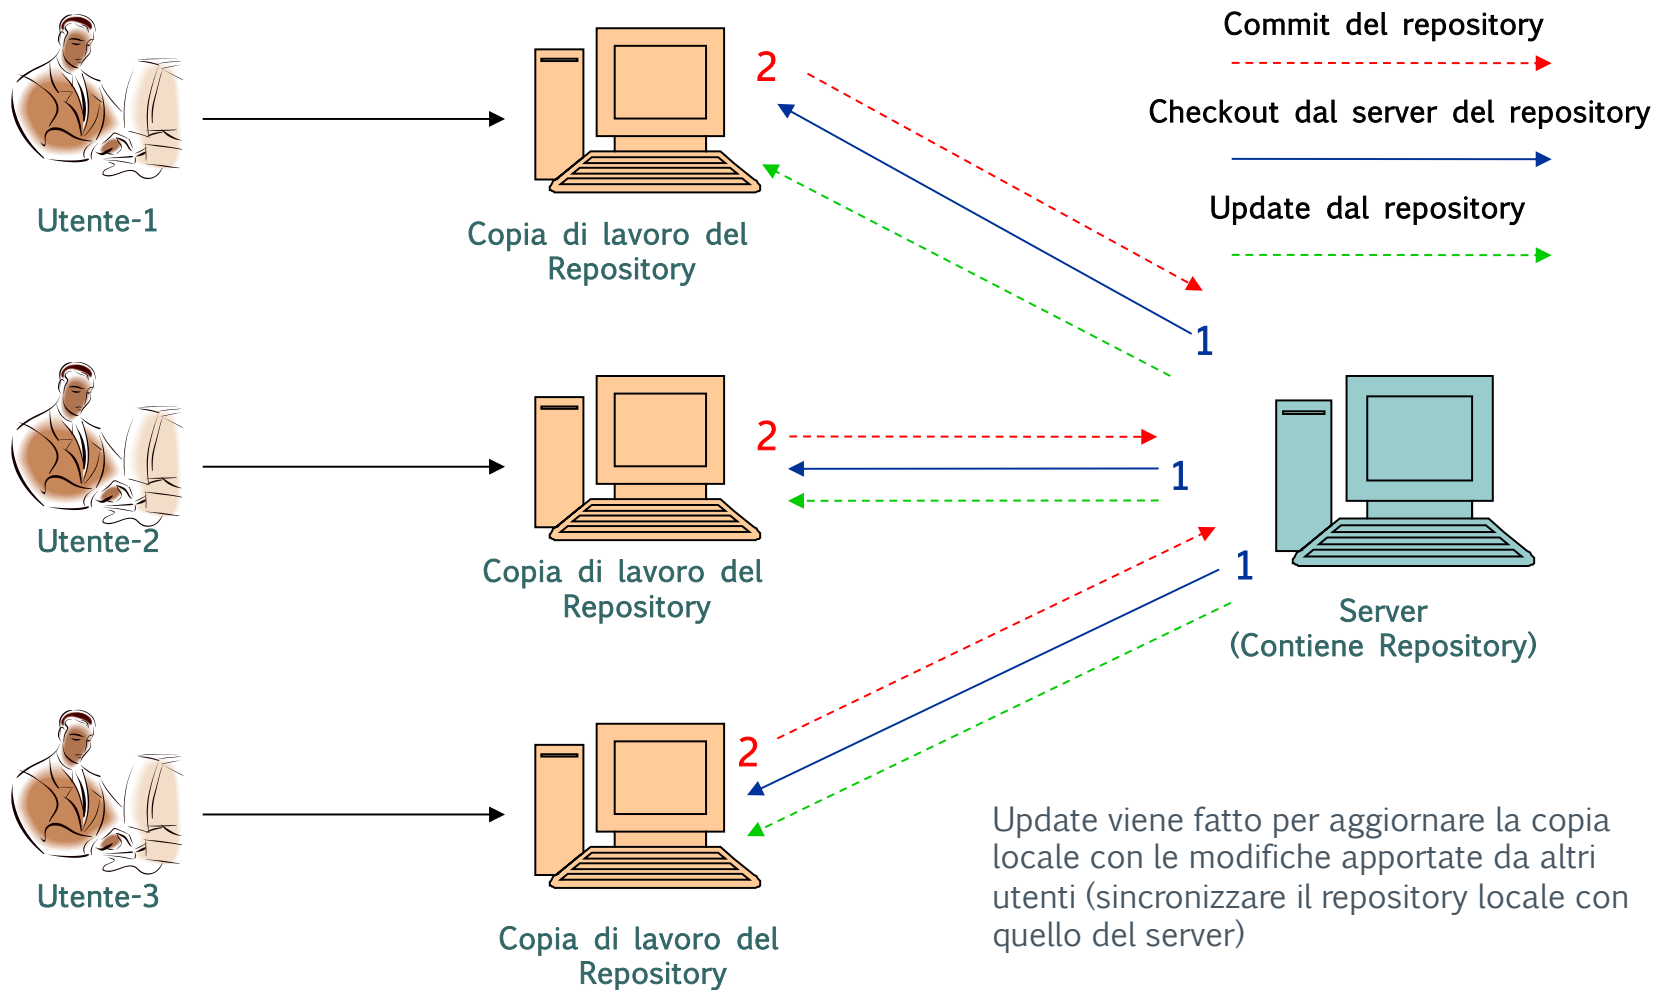 Commit del repository
2
Checkout dal server del repository
Utente-1
Update dal repository
Copia di lavoro del
Repository
1
2
1
Utente-2
Copia di lavoro del
Repository
1
Server
(Contiene Repository)
2
Update viene fatto per aggiornare la copia
locale con le modifiche apportate da altri
utenti (sincronizzare il repository locale con
quello del server)
Utente-3
Copia di lavoro del
Repository